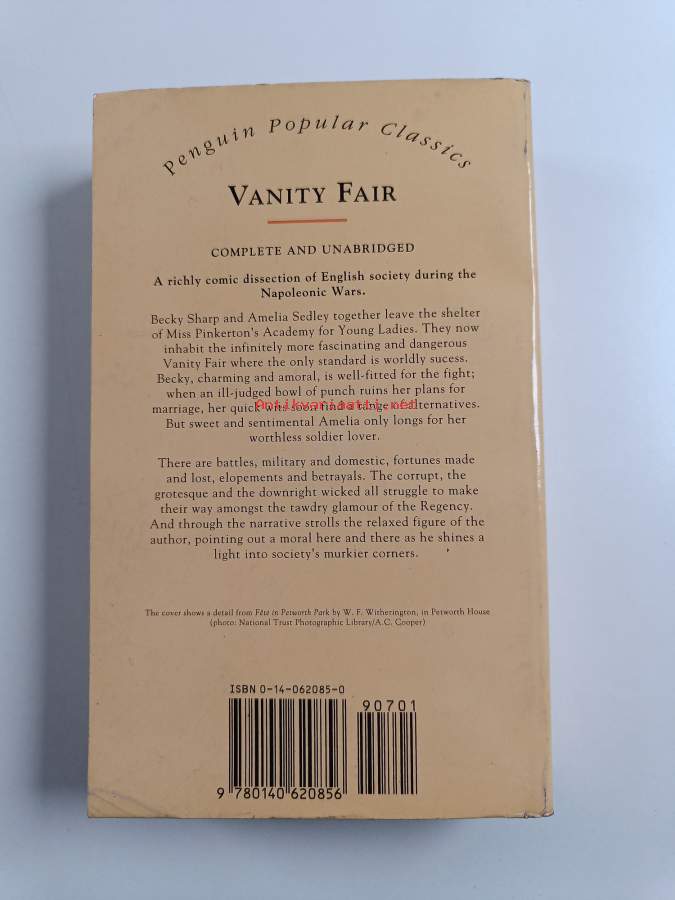 Penguin Popular Classics
VANITY FAIR
COMPLETE AND UNABRIDGED
A richly comic dissection of English society during the
Napoleonic Wars.
Becky Sharp and Amelia Sedley together leave the shelter
of Miss Pinkerton's Academy for Young Ladies. They now
inhabit the infinitely more fascinating and dangerous
Vanity Fair where the only standard is worldly sucess.
Becky, charming and amoral, is well-fitted for the fight;
when an ill-judged bowl of punch ruins her plans for
marriage, her quick wits soon find a range of alternatives.
Antikvariaatti.net
But sweet and sentimental Amelia only longs for her
worthless soldier lover.
There are battles, military and domestic, fortunes made
and lost, elopements and betrayals. The corrupt, the
grotesque and the downright wicked all struggle to make
their way amongst the tawdry glamour of the Regency.
And through the narrative strolls the relaxed figure of the
author, pointing out a moral here and there as he shines a
light into society's murkier corners.
The cover shows a detail from Fête in Petworth Park by W. F. Witherington, in Petworth House
(photo: National Trust Photographic Library/A.C. Cooper)
ISBN 0-14-062085-0
90701
9 780140 620856